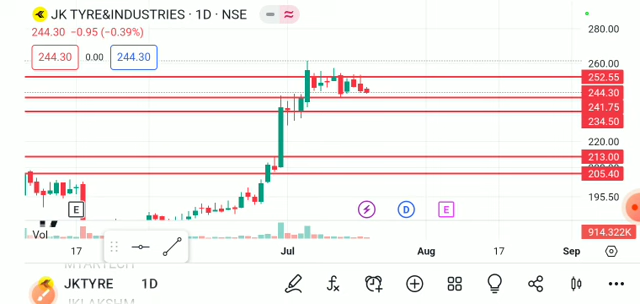 JK TYRE&INDUSTRIES · 1D · NSE
244.30 −0.95 (−0.39%)
244.30 0.00 244.30
280.00
260.00
252.55
244.30
241.75
234.50
220.00
213.00
205.40
195.50
E D E
Vol
914.322K
17 Jul 17 Aug 17 Sep
JKTYRE 1D
JKLAKSHM